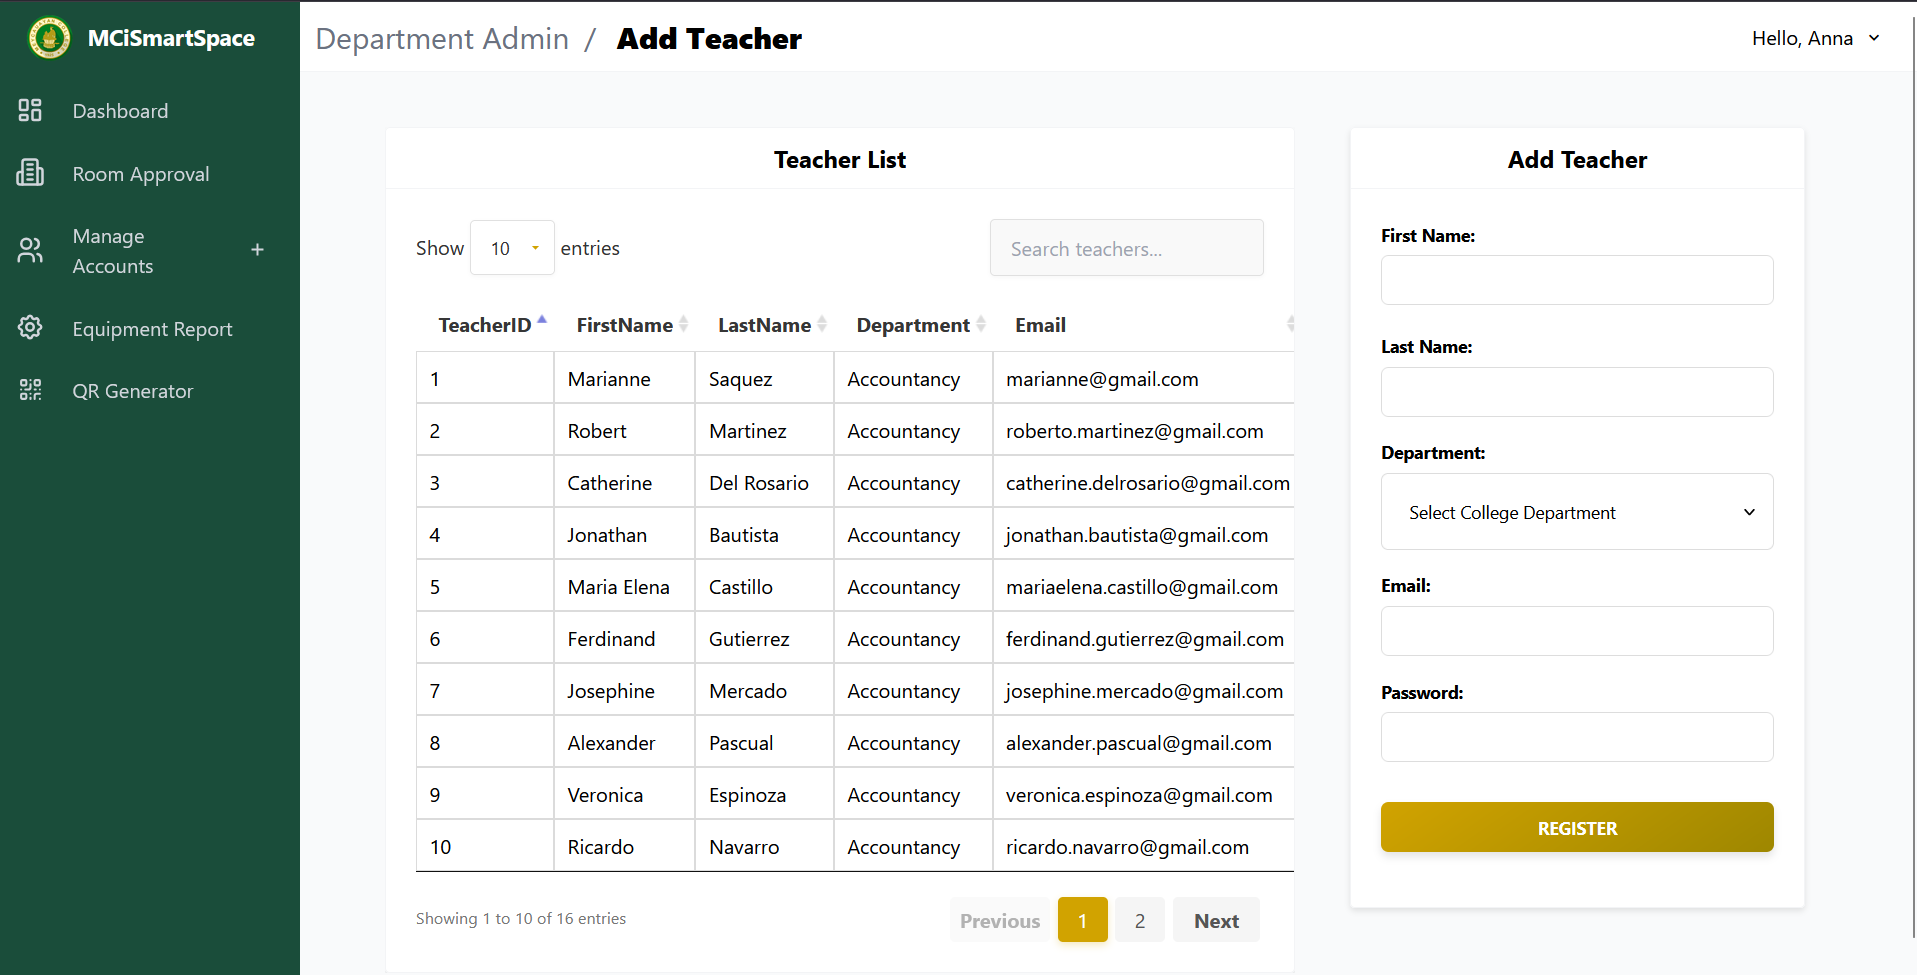 MCiSmartSpace
Department Admin / Add Teacher
Hello, Anna
Dashboard
Room Approval
Manage
Accounts
+
Equipment Report
QR Generator
Teacher List
Show 10 entries
Search teachers...
TeacherID FirstName LastName Department Email
1 Marianne Saquez Accountancy marianne@gmail.com
2 Robert Martinez Accountancy roberto.martinez@gmail.com
3 Catherine Del Rosario Accountancy catherine.delrosario@gmail.com
4 Jonathan Bautista Accountancy jonathan.bautista@gmail.com
5 Maria Elena Castillo Accountancy mariaelena.castillo@gmail.com
6 Ferdinand Gutierrez Accountancy ferdinand.gutierrez@gmail.com
7 Josephine Mercado Accountancy josephine.mercado@gmail.com
8 Alexander Pascual Accountancy alexander.pascual@gmail.com
9 Veronica Espinoza Accountancy veronica.espinoza@gmail.com
10 Ricardo Navarro Accountancy ricardo.navarro@gmail.com
Showing 1 to 10 of 16 entries
Previous 1 2 Next
Add Teacher
First Name:
Last Name:
Department:
Select College Department
Email:
Password:
REGISTER